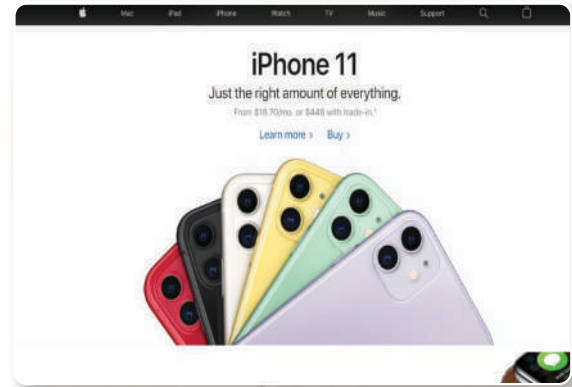 Mac iPad iPhone Watch TV Music Support
iPhone 11
Just the right amount of everything.
From $18.70/mo. or $449 with trade-in.¹
Learn more > Buy >